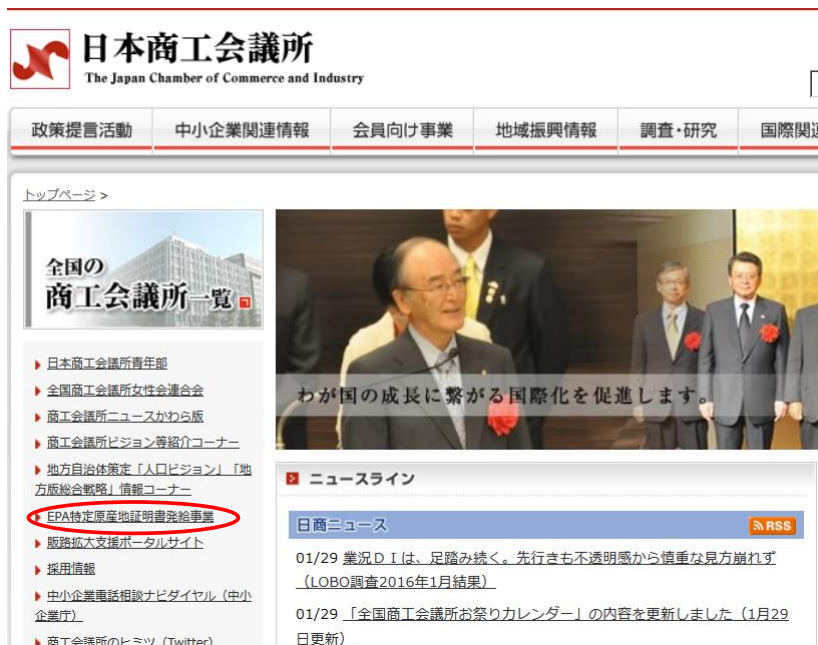 日本商工会議所
The Japan Chamber of Commerce and Industry
政策提言活動 中小企業関連情報 会員向け事業 地域振興情報 調査・研究 国際関連
トップページ >
全国の
商工会議所一覧
わが国の成長に繋がる国際化を促進します。
日本商工会議所青年部
全国商工会議所女性会連合会
商工会議所ニュースかわら版
商工会議所ビジョン等紹介コーナー
地方自治体策定「人口ビジョン」「地
方版総合戦略」情報コーナー
EPA特定原産地証明書発給事業
販路拡大支援ポータルサイト
採用情報
中小企業電話相談ナビダイヤル（中小
企業庁）
商工会議所のヒミツ（Twitter）
ニュースライン
日商ニュース RSS
01/29 業況ＤＩは、足踏み続く。先行きも不透明感から慎重な見方崩れず
（LOBO調査2016年1月結果）
01/29 「全国商工会議所お祭りカレンダー」の内容を更新しました（1月29
日更新）